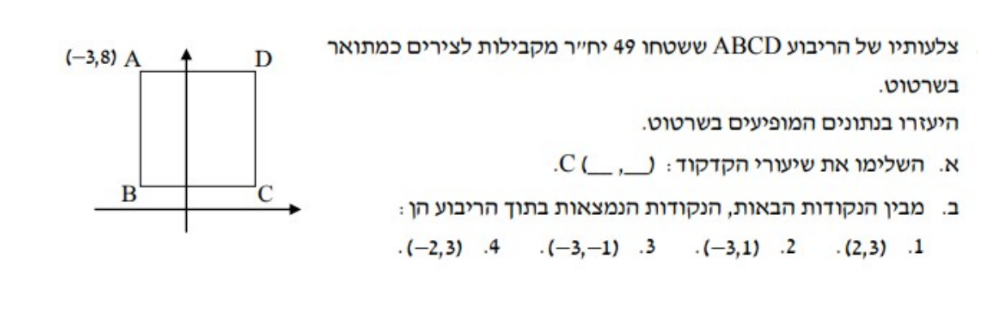 צלעותיו של הריבוע ABCD ששטחו 49 יח״ר מקבילות לצירים כמתואר
בשרטוט.
היעזרו בנתונים המופיעים בשרטוט.
א. השלימו את שיעורי הקדקוד: C (__ ,__).
ב. מבין הנקודות הבאות, הנקודות הנמצאות בתוך הריבוע הן:
1. (2,3). 2. (−3,1). 3. (−3,−1). 4. (−2,3).
(−3,8) A D
B C